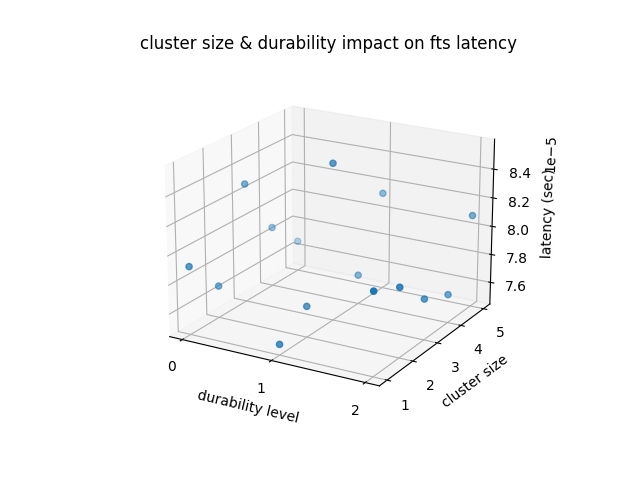 cluster size & durability impact on fts latency
1e−5
8.4
8.2
8.0
7.8
7.6
latency (sec)
0
1
2
durability level
1
2
3
4
5
cluster size